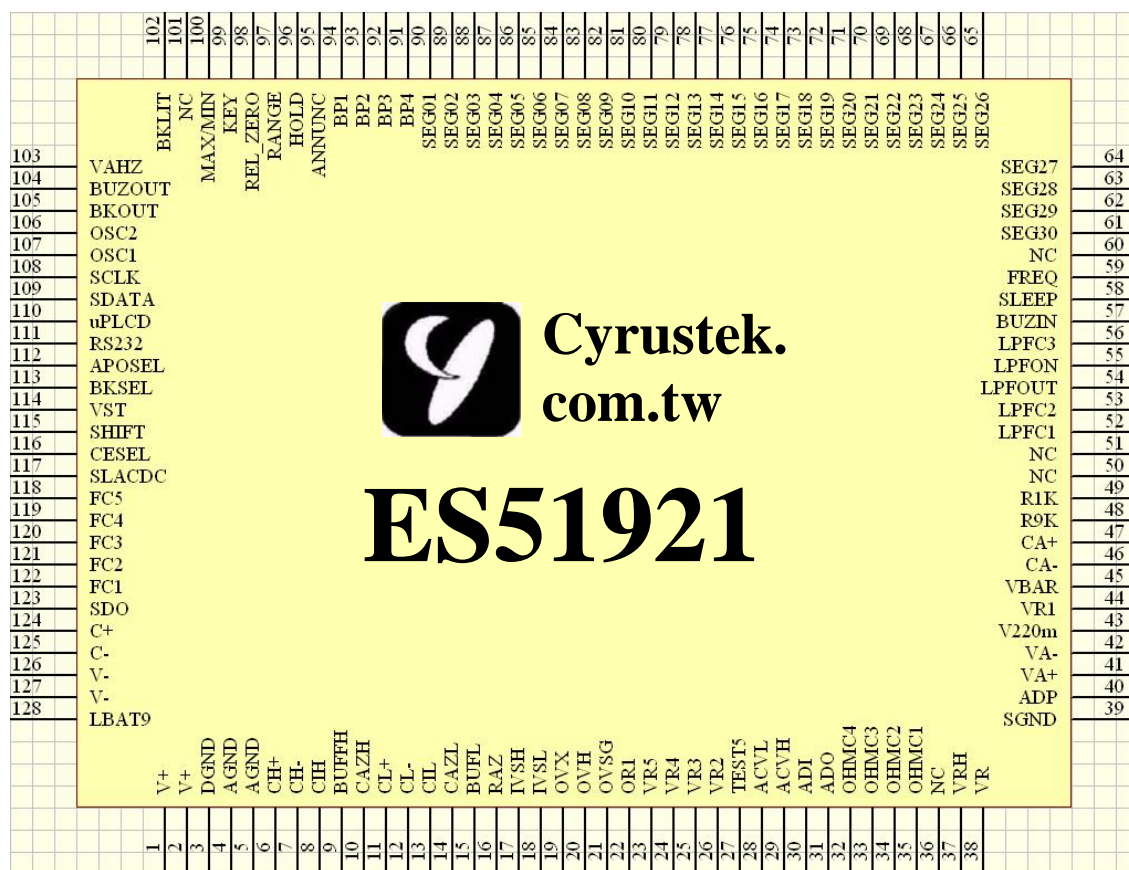 102 101 100 99 98 97 96 95 94 93 92 91 90 89 88 87 86 85 84 83 82 81 80 79 78 77 76 75 74 73 72 71 70 69 68 67 66 65
BKLIT NC MAX/MIN KEY REL_ZERO RANGE HOLD ANNUNC BP1 BP2 BP3 BP4 SEG01 SEG02 SEG03 SEG04 SEG05 SEG06 SEG07 SEG08 SEG09 SEG10 SEG11 SEG12 SEG13 SEG14 SEG15 SEG16 SEG17 SEG18 SEG19 SEG20 SEG21 SEG22 SEG23 SEG24 SEG25 SEG26
103 VAHZ
104 BUZOUT
105 BKOUT
106 OSC2
107 OSC1
108 SCLK
109 SDATA
110 uPLCD
111 RS232
112 APOSEL
113 BKSEL
114 VST
115 SHIFT
116 CESEL
117 SLACDC
118 FC5
119 FC4
120 FC3
121 FC2
122 FC1
123 SDO
124 C+
125 C-
126 V-
127 V-
128 LBAT9
Cyrustek.
com.tw
ES51921
SEG27 64
SEG28 63
SEG29 62
SEG30 61
NC 60
FREQ 59
SLEEP 58
BUZIN 57
LPFC3 56
LPFON 55
LPFOUT 54
LPFC2 53
LPFC1 52
NC 51
NC 50
R1K 49
R9K 48
CA+ 47
CA- 46
VBAR 45
VR1 44
V220m 43
VA- 42
VA+ 41
ADP 40
SGND 39
V+ V+ DGND AGND AGND CH+ CH- CIH BUFFH CAZH CL+ CL- CIL CAZL BUFL RAZ IVSH IVSL OVX OVH OVSG OR1 VR5 VR4 VR3 VR2 TEST5 ACVL ACVH ADI ADO OHMC4 OHMC3 OHMC2 OHMC1 NC VRH VR
1 2 3 4 5 6 7 8 9 10 11 12 13 14 15 16 17 18 19 20 21 22 23 24 25 26 27 28 29 30 31 32 33 34 35 36 37 38